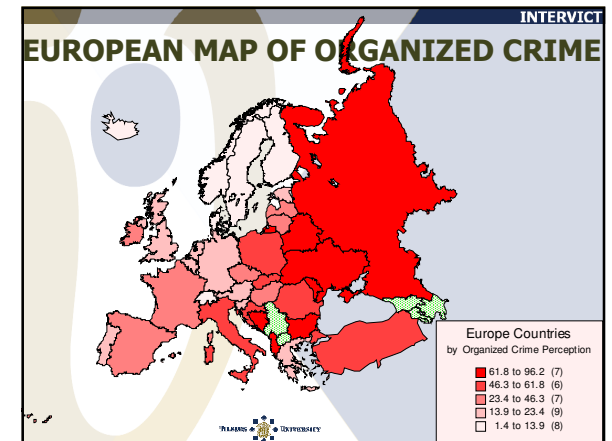 INTERVICT
EUROPEAN MAP OF ORGANIZED CRIME
Europe Countries
by Organized Crime Perception
61.8 to 96.2 (7)
46.3 to 61.8 (6)
23.4 to 46.3 (7)
13.9 to 23.4 (9)
1.4 to 13.9 (8)
TILBURG UNIVERSITY